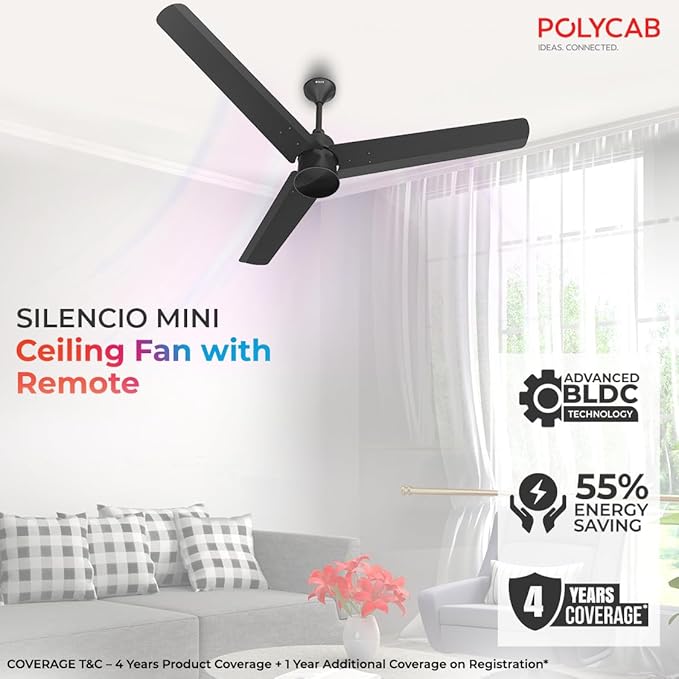 POLYCAB
IDEAS. CONNECTED.
SILENCIO MINI
Ceiling Fan with
Remote
ADVANCED
BLDC
TECHNOLOGY
55%
ENERGY
SAVING
4 YEARS
COVERAGE*
COVERAGE T&C – 4 Years Product Coverage + 1 Year Additional Coverage on Registration*